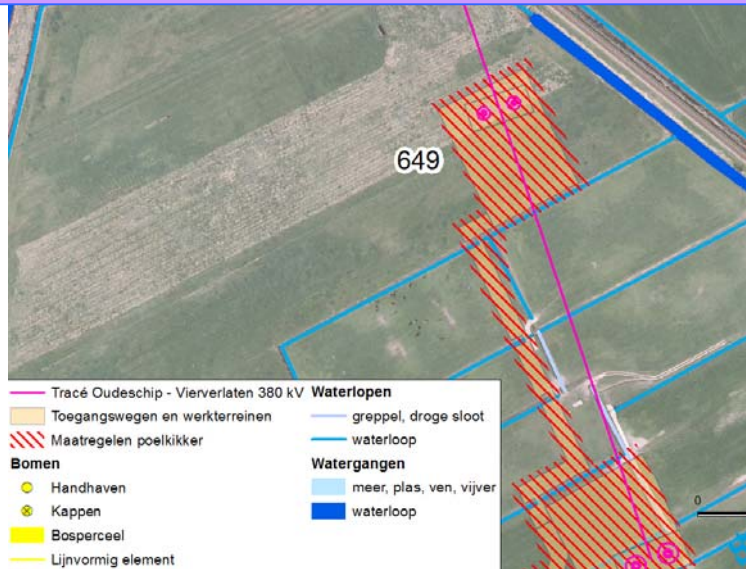 649
Tracé Oudeschip - Vierverlaten 380 kV
Toegangswegen en werkterreinen
Maatregelen poelkikker
Bomen
Handhaven
Kappen
Bosperceel
Lijnvormig element
Waterlopen
greppel, droge sloot
waterloop
Watergangen
meer, plas, ven, vijver
waterloop
0